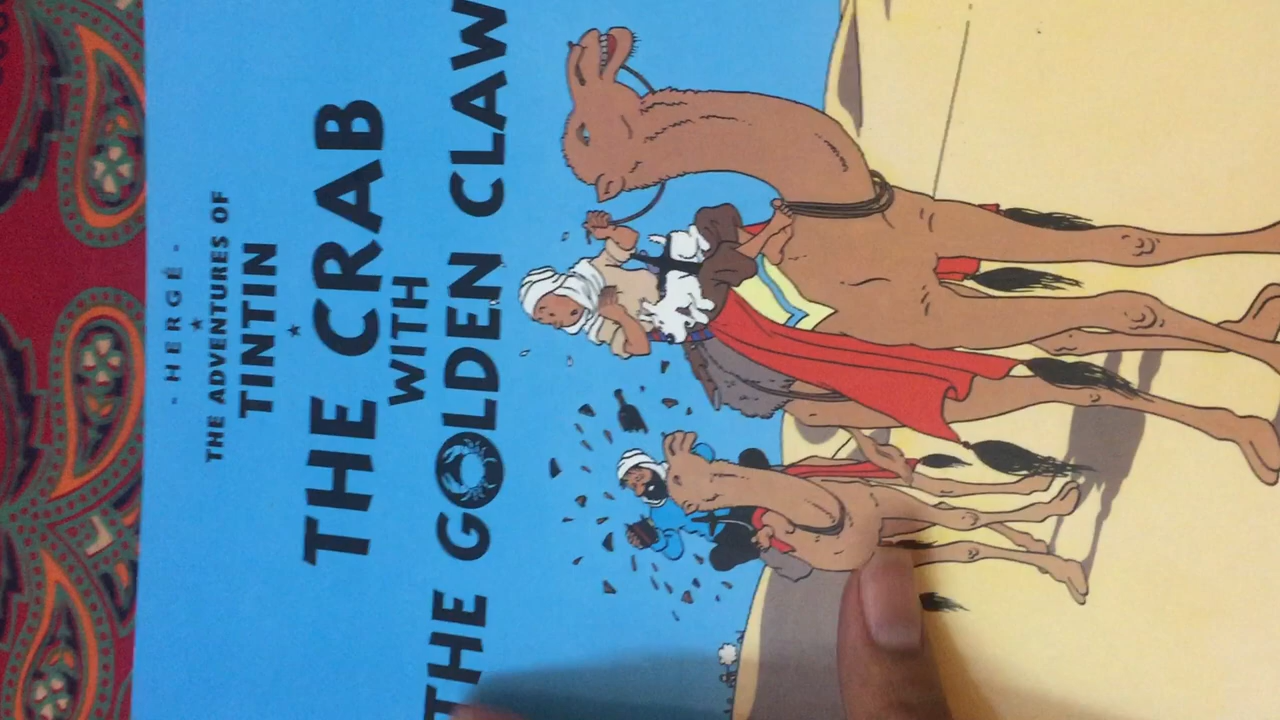 - HERGÉ -
THE ADVENTURES OF
TINTIN
THE CRAB
WITH
THE GOLDEN CLAW